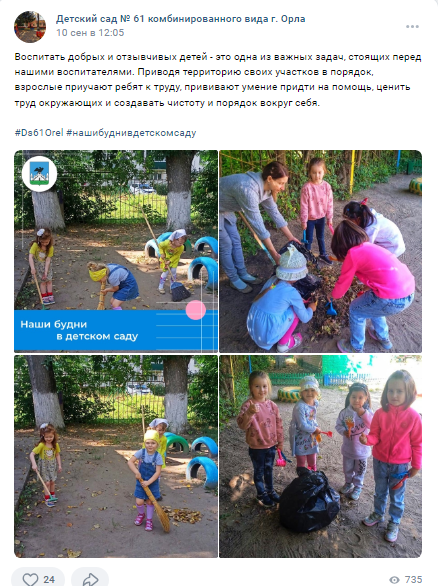 Детский сад № 61 комбинированного вида г. Орла
10 сен в 12:05
Воспитать добрых и отзывчивых детей - это одна из важных задач, стоящих перед
нашими воспитателями. Приводя территорию своих участков в порядок,
взрослые приучают ребят к труду, прививают умение придти на помощь, ценить
труд окружающих и создавать чистоту и порядок вокруг себя.
#Ds61Orel #нашибуднивдетскомсаду
Наши будни
в детском саду
24
735